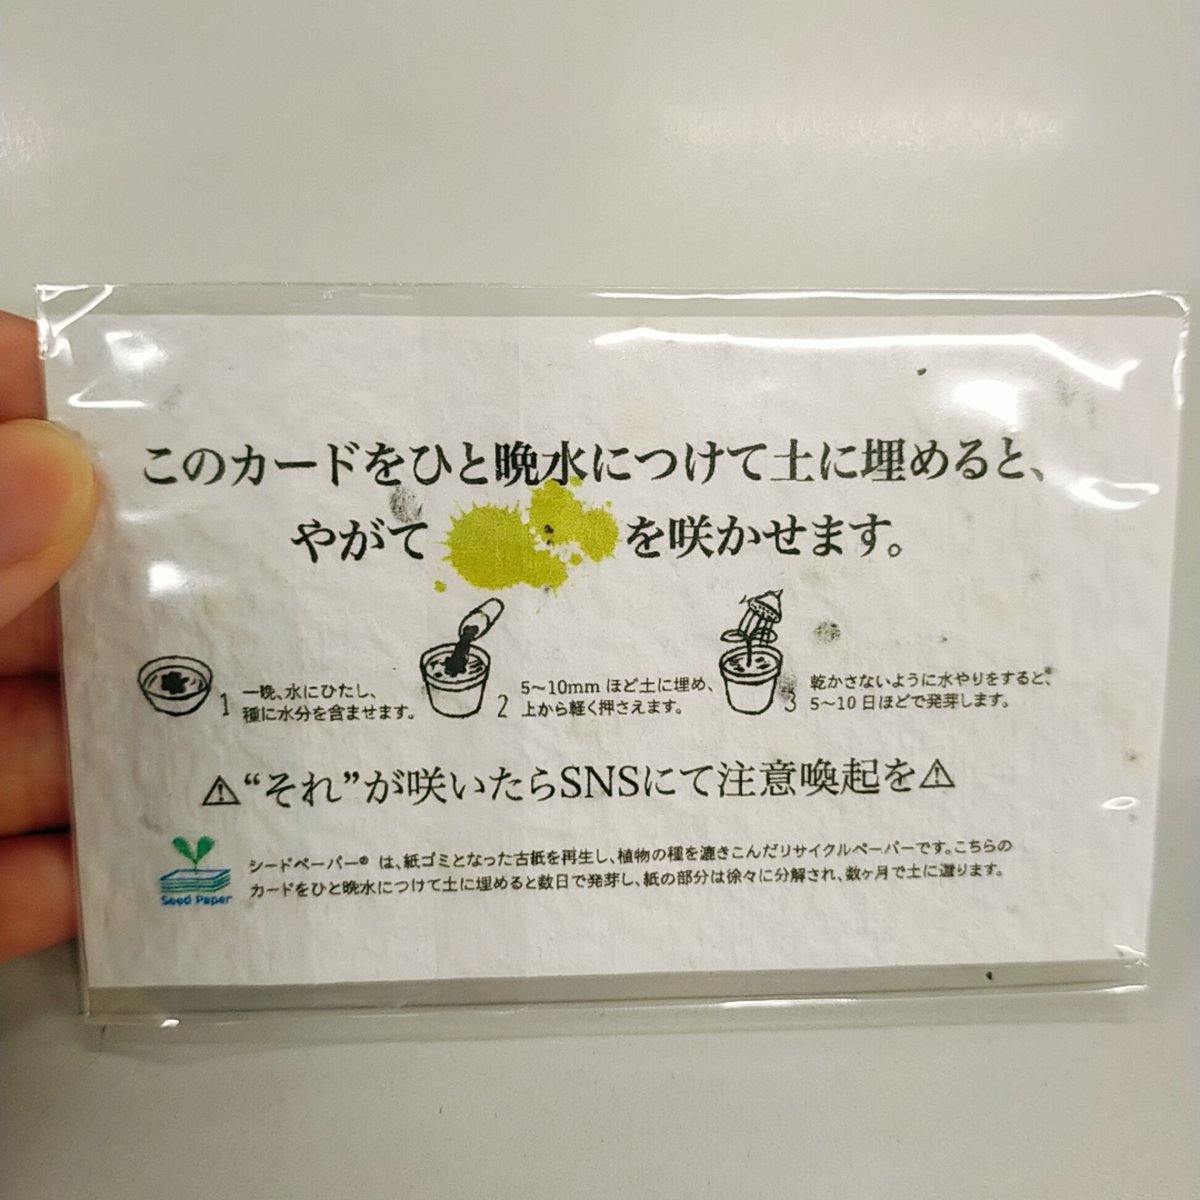 このカードをひと晩水につけて土に埋めると、
やがて を咲かせます。
1 一晩、水にひたし、
種に水分を含ませます。
2 5〜10mm ほど土に埋め、
上から軽く押さえます。
3 乾かさないように水やりをすると、
5〜10 日ほどで発芽します。
⚠“それ”が咲いたらSNSにて注意喚起を⚠
シードペーパー® は、紙ゴミとなった古紙を再生し、植物の種を漉きこんだリサイクルペーパーです。こちらの
カードをひと晩水につけて土に埋めると数日で発芽し、紙の部分は徐々に分解され、数ヶ月で土に還ります。
Seed Paper